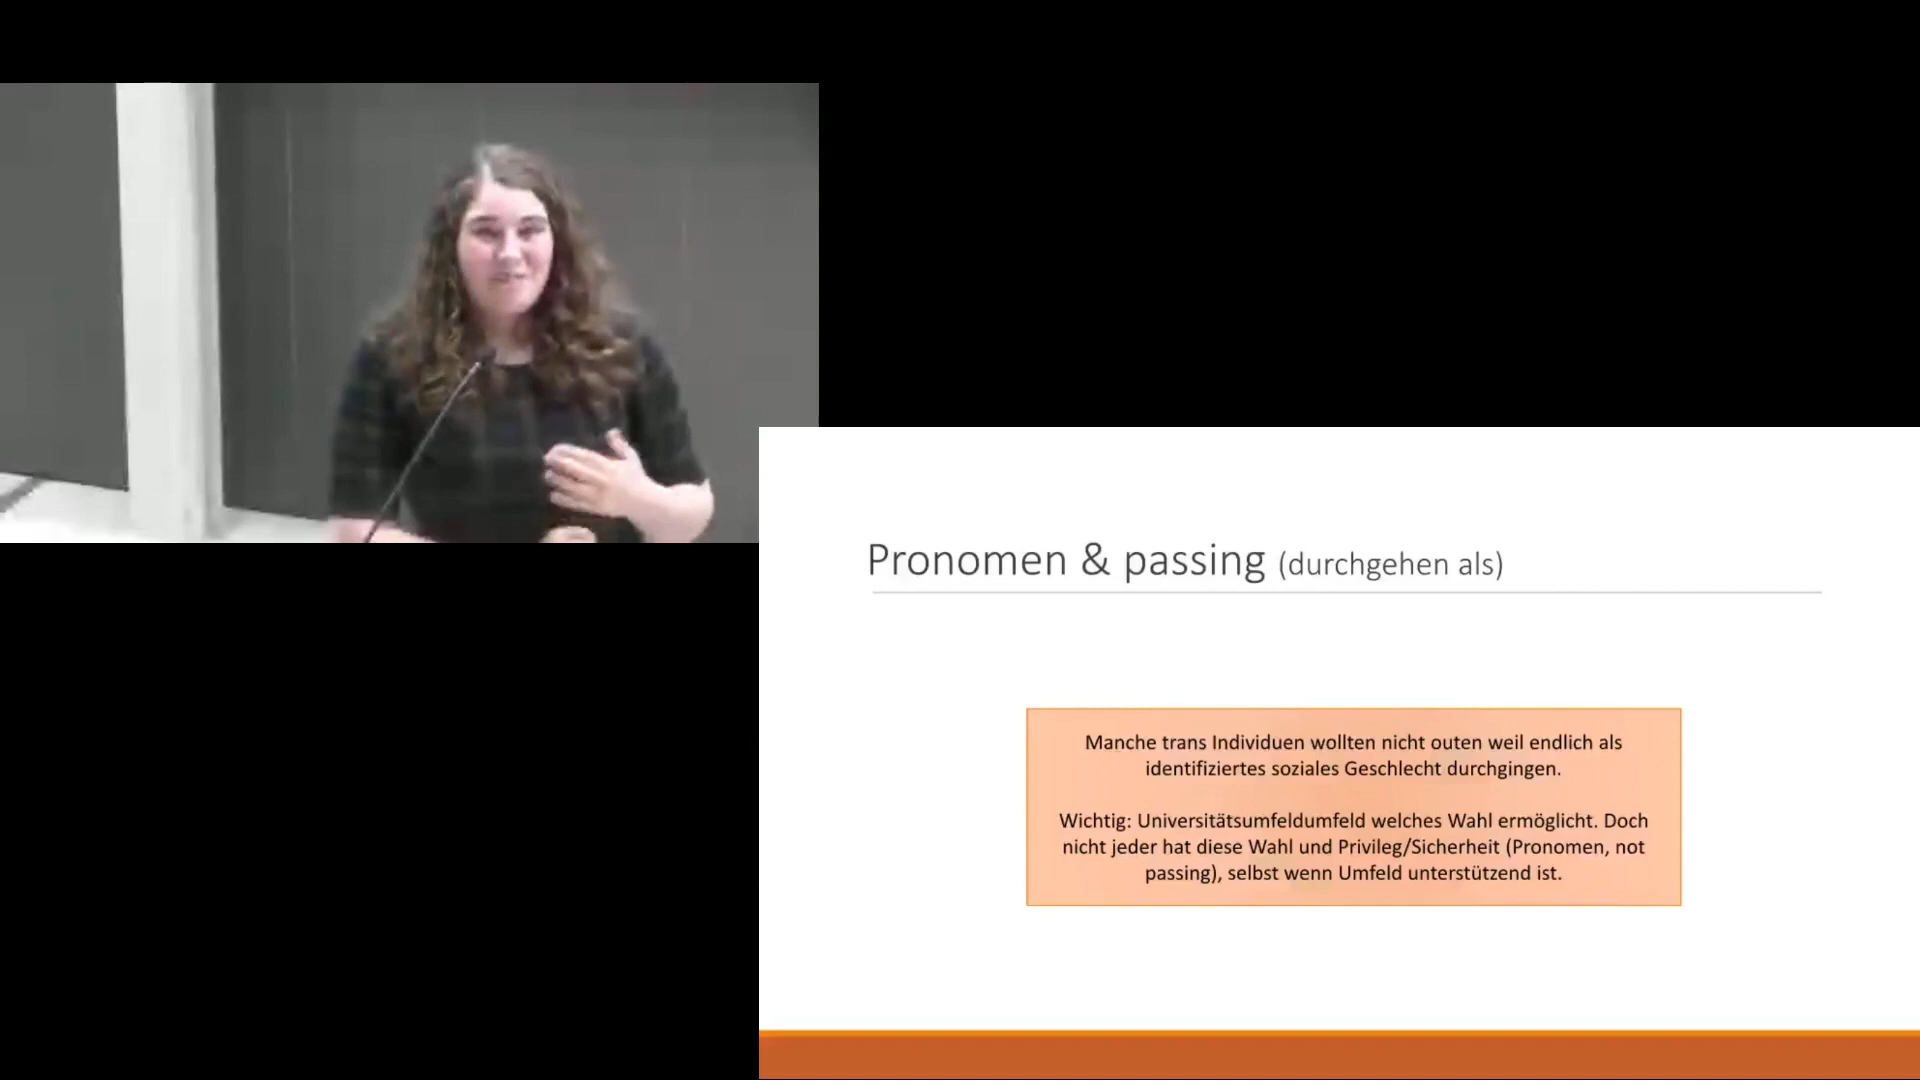 Pronomen & passing (durchgehen als)
Manche trans Individuen wollten nicht outen weil endlich als
identifiziertes soziales Geschlecht durchgingen.
Wichtig: Universitätsumfeldumfeld welches Wahl ermöglicht. Doch
nicht jeder hat diese Wahl und Privileg/Sicherheit (Pronomen, not
passing), selbst wenn Umfeld unterstützend ist.